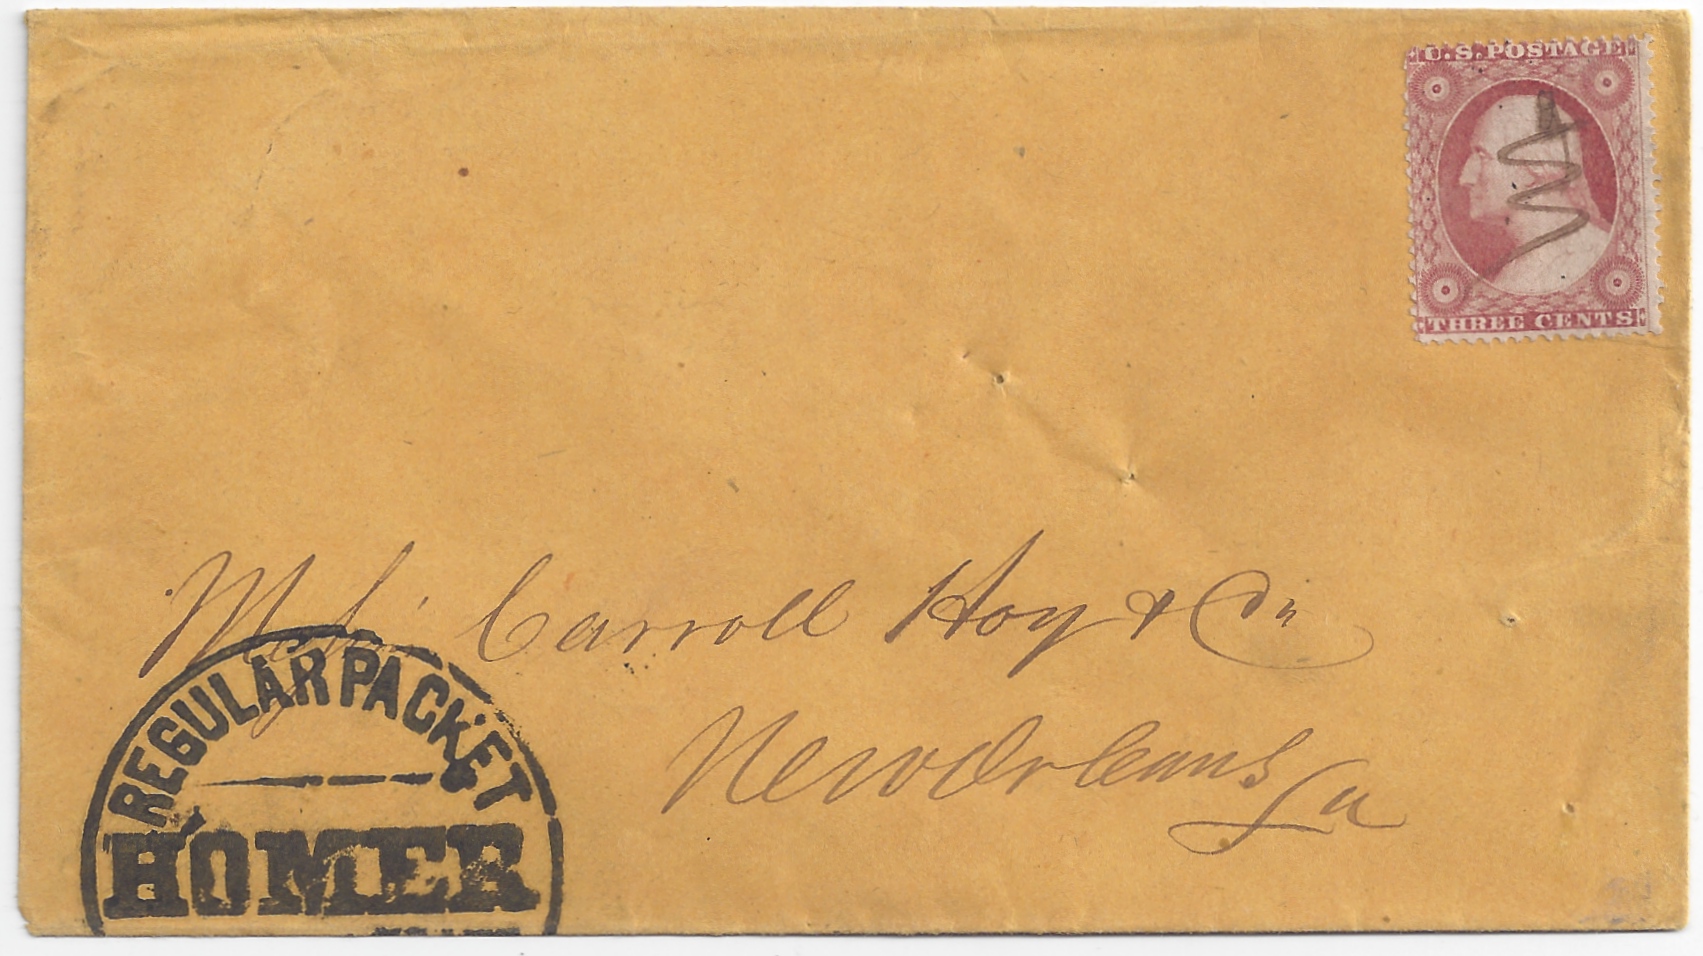 U.S. POSTAGE
THREE CENTS
Carroll Hoy & Co
New Orleans
La
REGULAR PACKET
HOMER